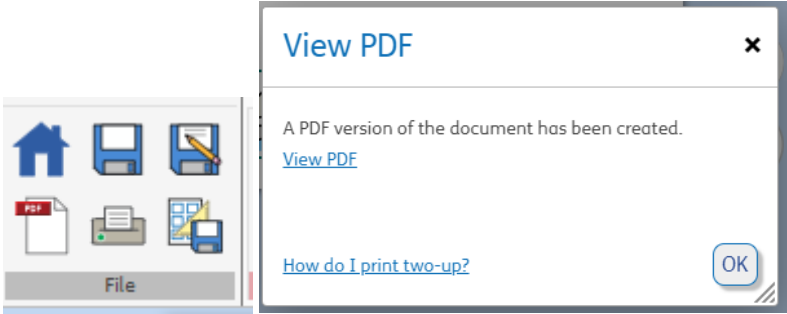 View PDF
A PDF version of the document has been created.
View PDF
PDF
How do I print two-up?
OK
File